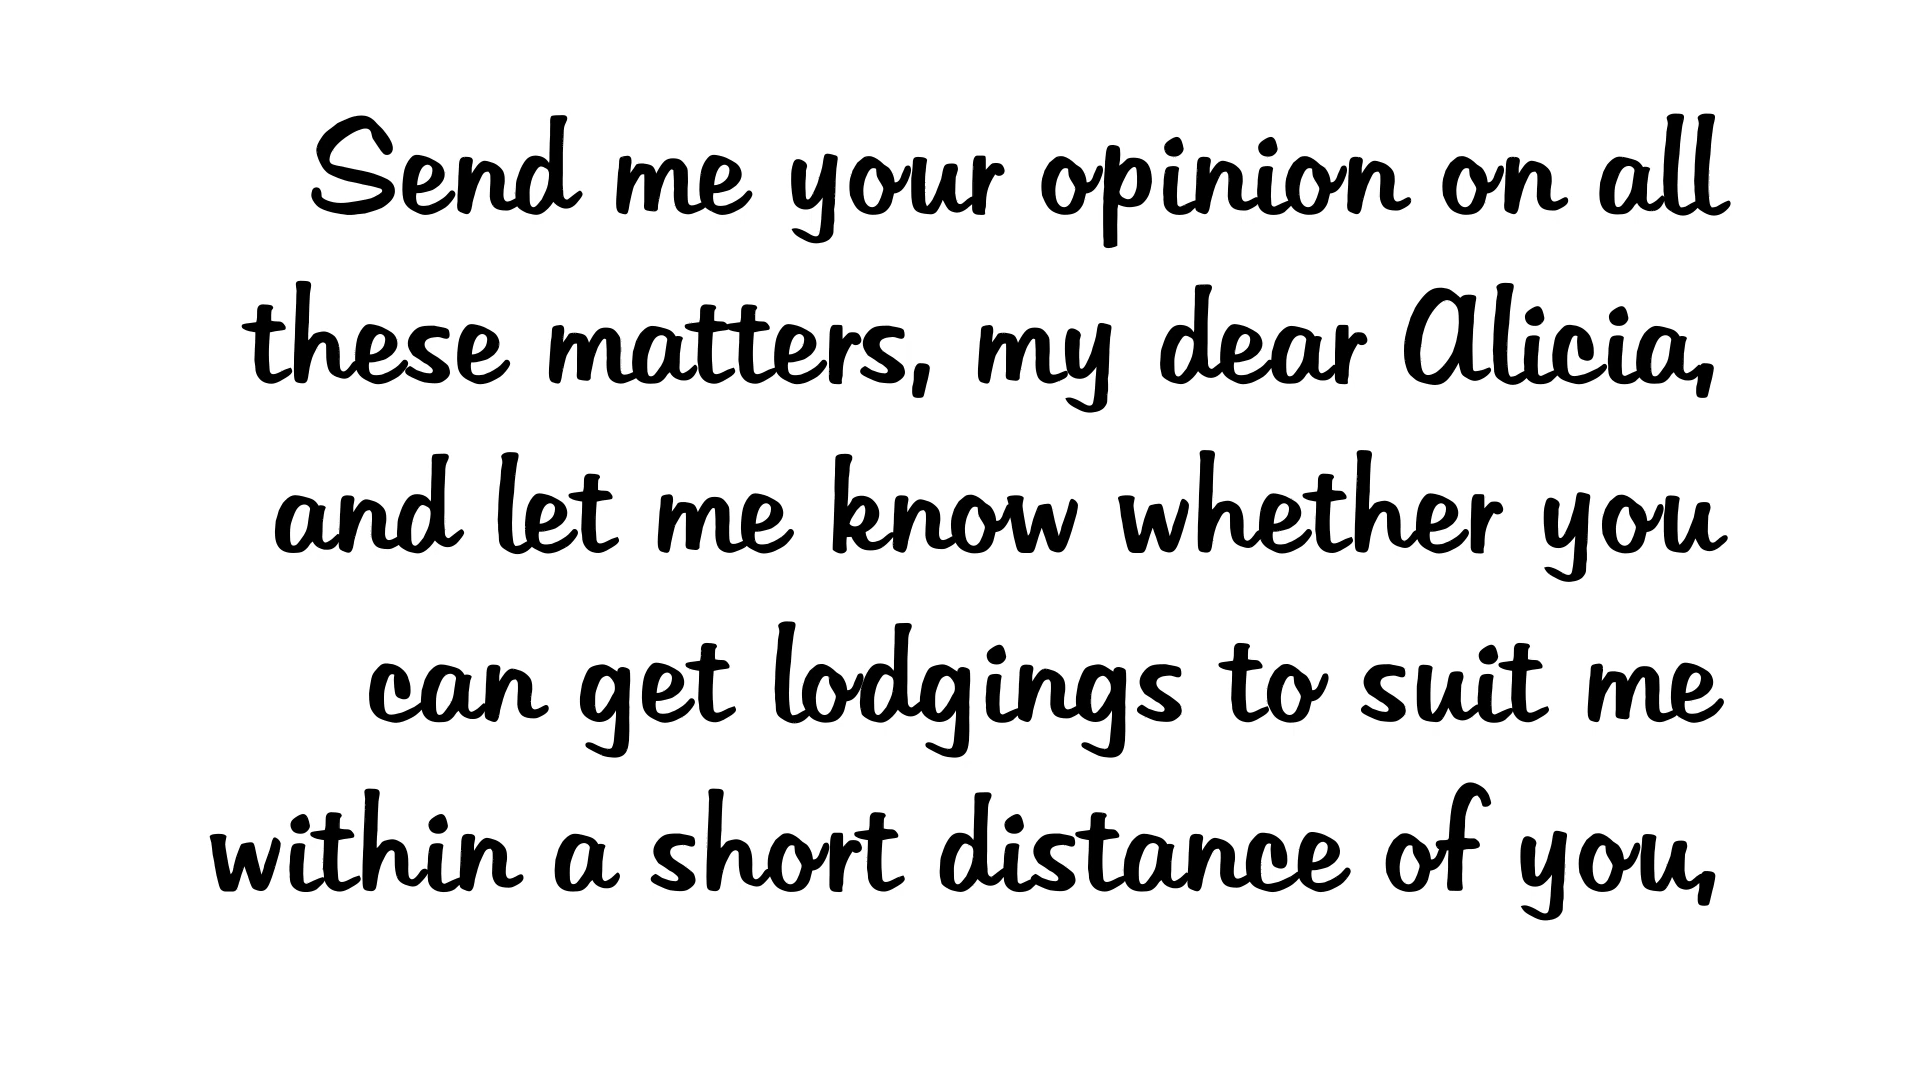 Send me your opinion on all
these matters, my dear Alicia,
and let me know whether you
can get lodgings to suit me
within a short distance of you,